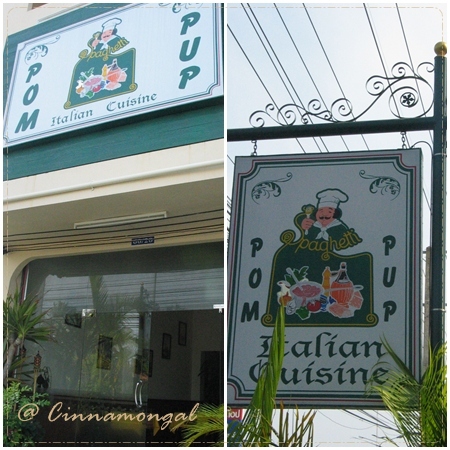 POM
PUP
Spaghetti
Italian Cuisine
Spaghetti
POM
PUP
Italian
Cuisine
@ Cinnamongal